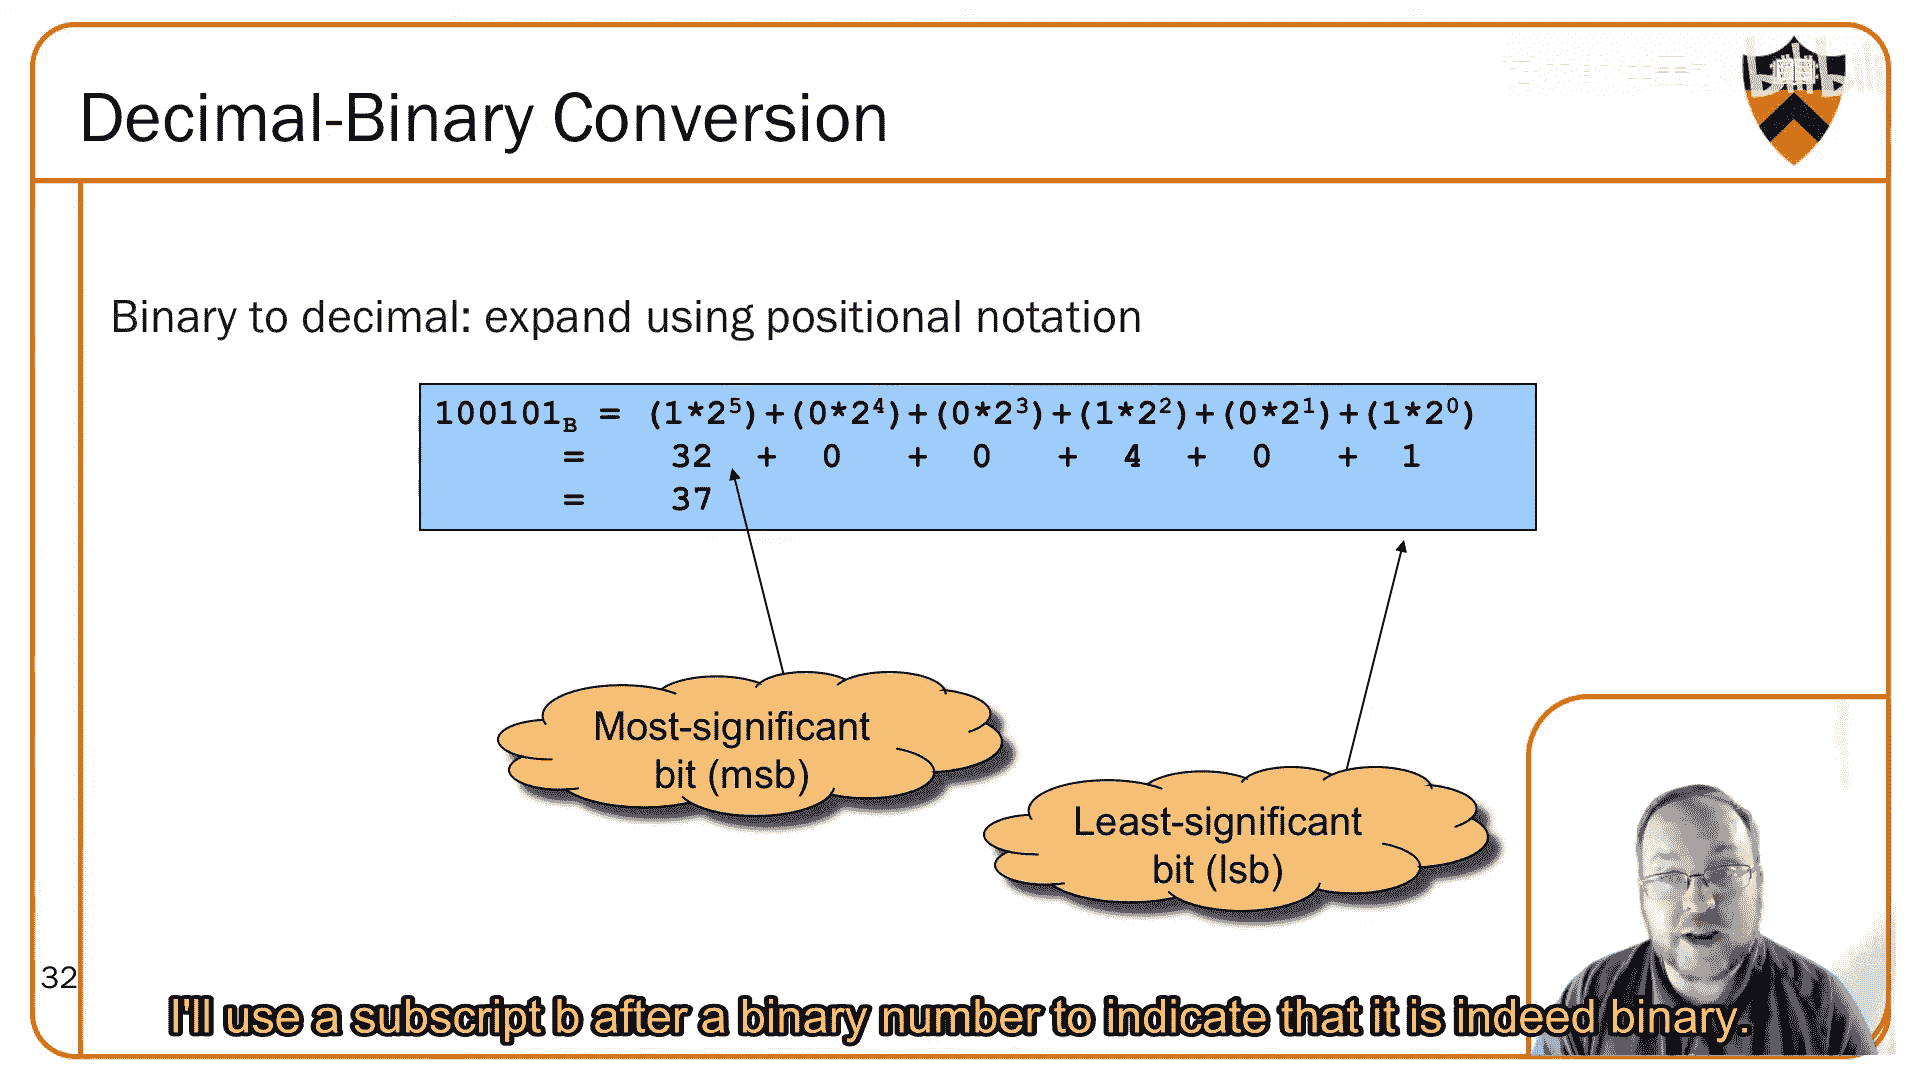 Decimal-Binary Conversion
Binary to decimal: expand using positional notation
100101B = (1*2⁵)+(0*2⁴)+(0*2³)+(1*2²)+(0*2¹)+(1*2⁰)
= 32 + 0 + 0 + 4 + 0 + 1
= 37
Most-significant
bit (msb)
Least-significant
bit (lsb)
32
I'll use a subscript b after a binary number to indicate that it is indeed binary.